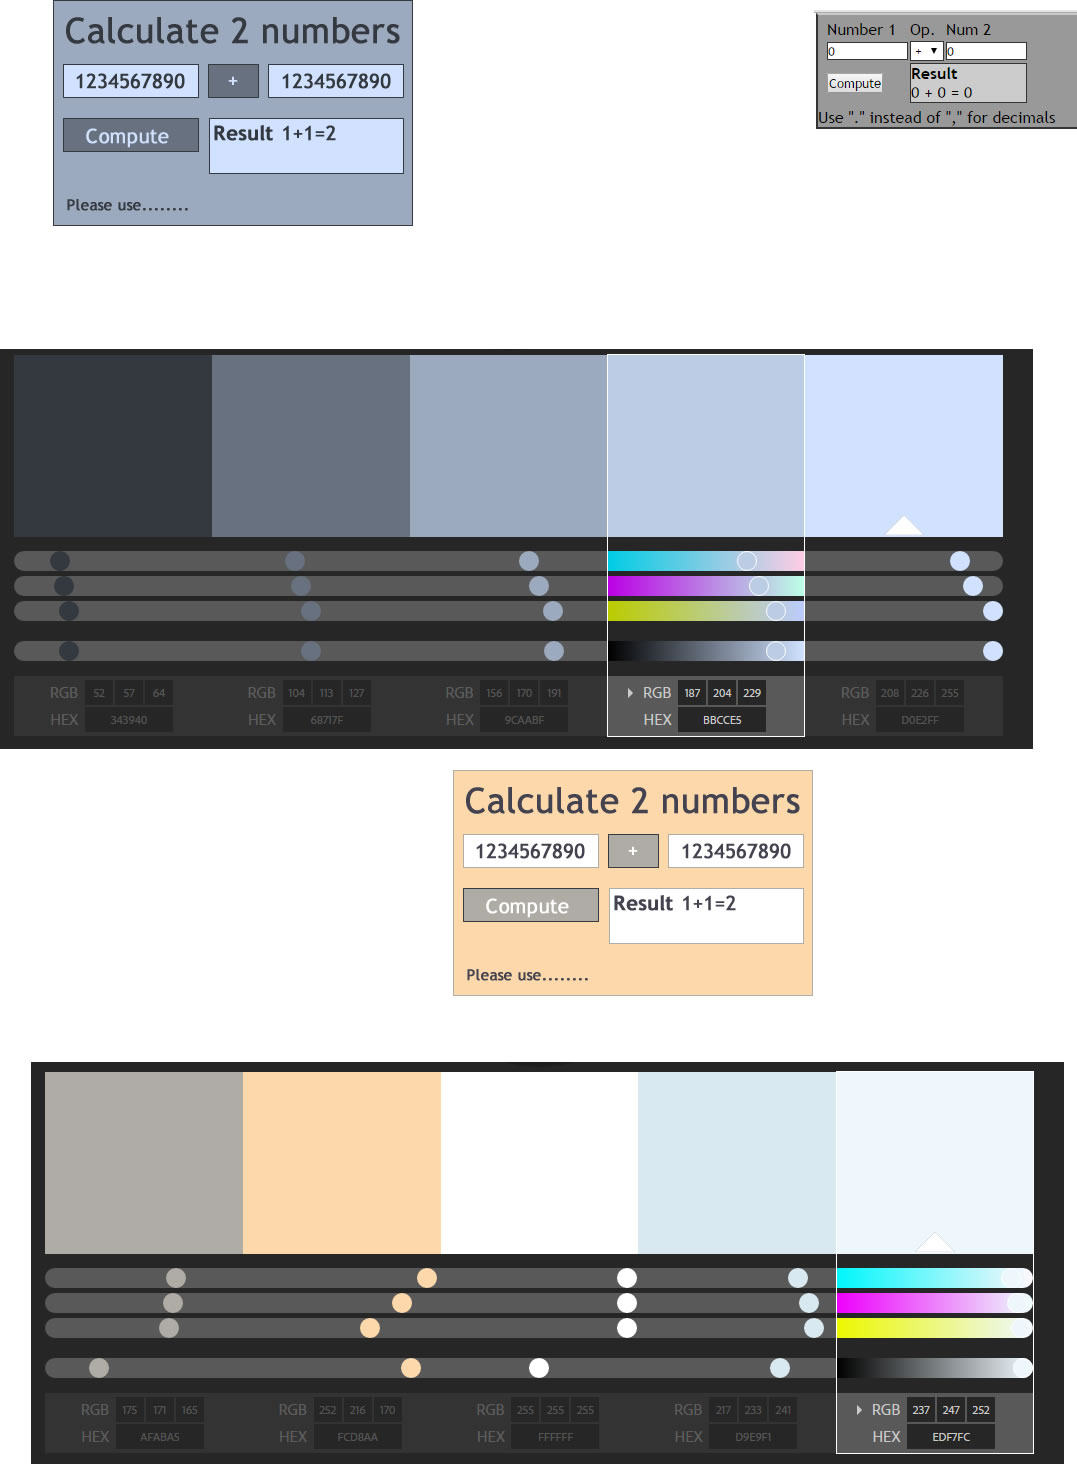 Calculate 2 numbers
1234567890 + 1234567890
Compute Result 1+1=2
Please use........
Number 1 Op. Num 2
0 + ▼ 0
Compute Result
0 + 0 = 0
Use "." instead of "," for decimals
RGB 52 57 64 RGB 104 113 127 RGB 156 170 191 RGB 187 204 229 RGB 208 226 255
HEX 343940 HEX 68717F HEX 9CAABF HEX BBCCE5 HEX D0E2FF
Calculate 2 numbers
1234567890 + 1234567890
Compute Result 1+1=2
Please use........
RGB 175 171 165 RGB 252 216 170 RGB 255 255 255 RGB 217 233 241 RGB 237 247 252
HEX AFABA5 HEX FCD8AA HEX FFFFFF HEX D9E9F1 HEX EDF7FC